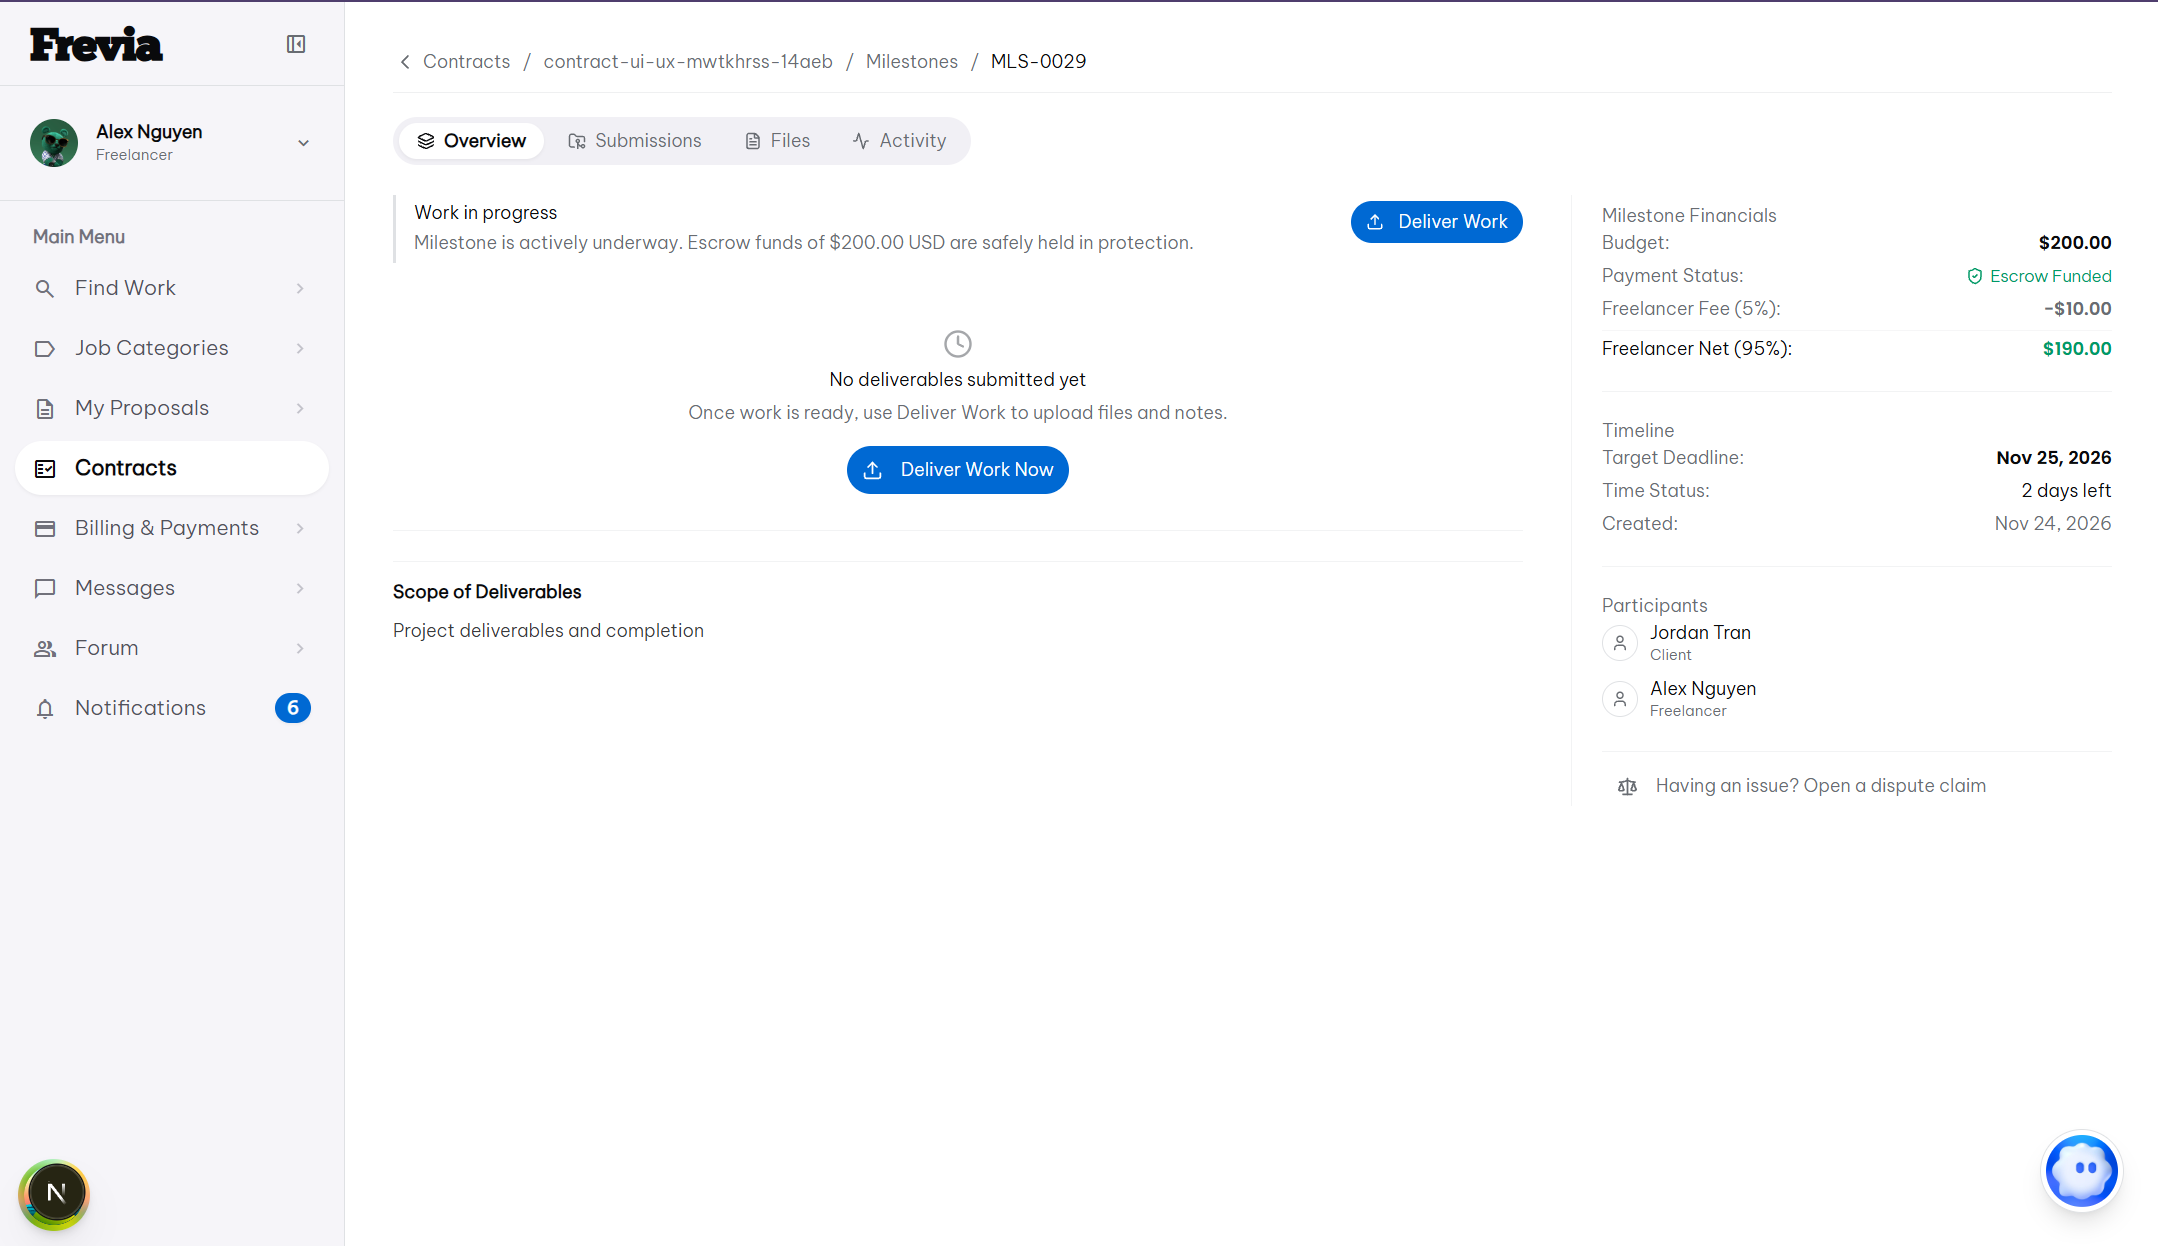 Frevia
Alex Nguyen
Freelancer
Main Menu
Find Work
Job Categories
My Proposals
Contracts
Billing & Payments
Messages
Forum
Notifications 6
N
Contracts / contract-ui-ux-mwtkhrss-14aeb / Milestones / MLS-0029
Overview Submissions Files Activity
Work in progress
Milestone is actively underway. Escrow funds of $200.00 USD are safely held in protection.
Deliver Work
No deliverables submitted yet
Once work is ready, use Deliver Work to upload files and notes.
Deliver Work Now
Scope of Deliverables
Project deliverables and completion
Milestone Financials
Budget: $200.00
Payment Status: Escrow Funded
Freelancer Fee (5%): -$10.00
Freelancer Net (95%): $190.00
Timeline
Target Deadline: Nov 25, 2026
Time Status: 2 days left
Created: Nov 24, 2026
Participants
Jordan Tran
Client
Alex Nguyen
Freelancer
Having an issue? Open a dispute claim